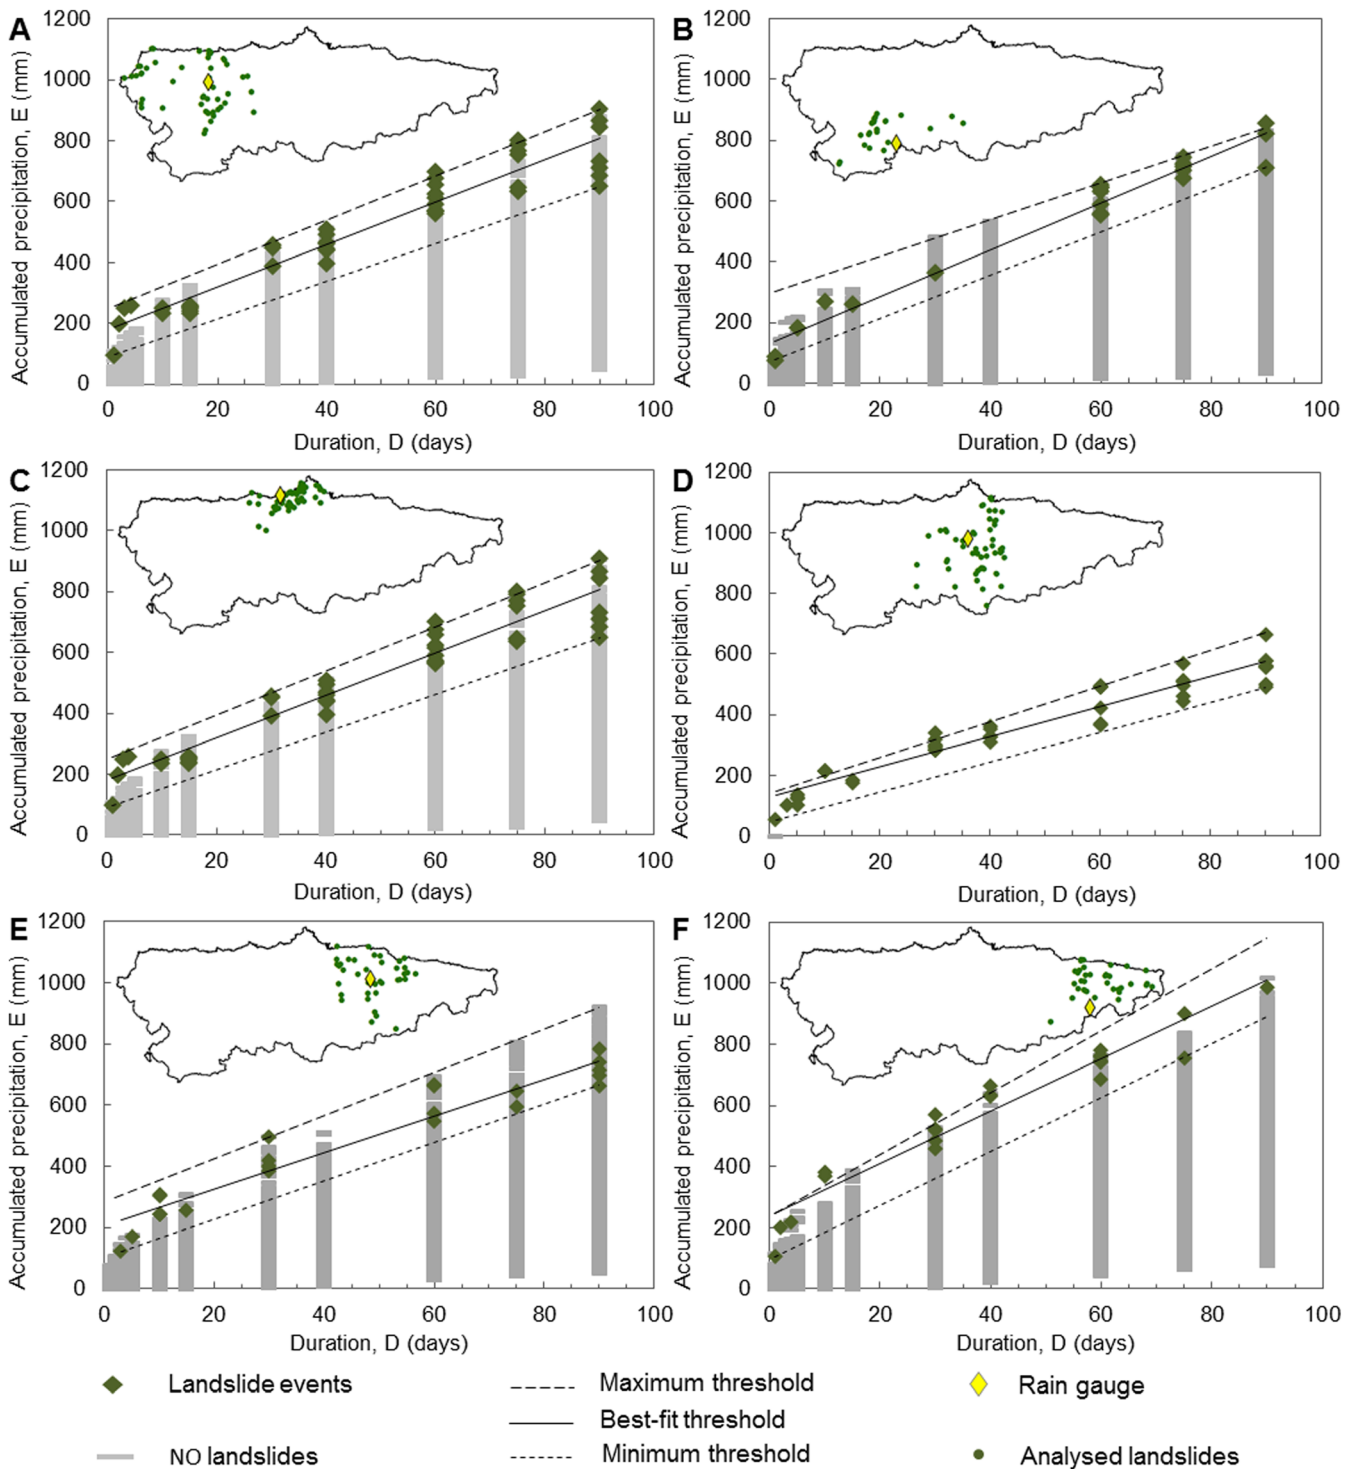 A
Accumulated precipitation, E (mm)
1200
1000
800
600
400
200
0
0 20 40 60 80 100
Duration, D (days)
B
Accumulated precipitation, E (mm)
1200
1000
800
600
400
200
0
0 20 40 60 80 100
Duration, D (days)
C
Accumulated precipitation, E (mm)
1200
1000
800
600
400
200
0
0 20 40 60 80 100
Duration, D (days)
D
Accumulated precipitation, E (mm)
1200
1000
800
600
400
200
0
0 20 40 60 80 100
Duration, D (days)
E
Accumulated precipitation, E (mm)
1200
1000
800
600
400
200
0
0 20 40 60 80 100
Duration, D (days)
F
Accumulated precipitation, E (mm)
1200
1000
800
600
400
200
0
0 20 40 60 80 100
Duration, D (days)
Landslide events
NO landslides
Maximum threshold
Best-fit threshold
Minimum threshold
Rain gauge
Analysed landslides